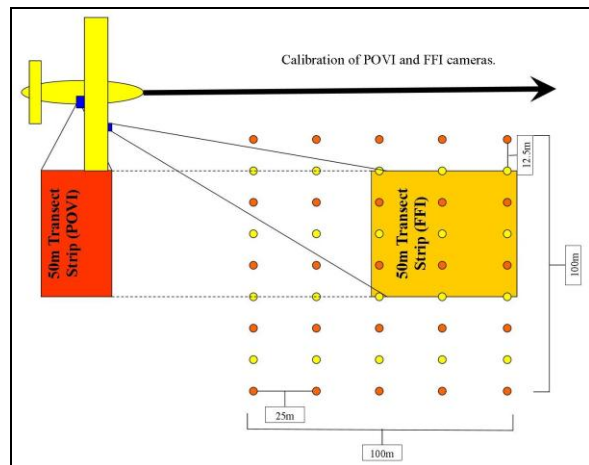 Calibration of POVI and FFI cameras.
12.5m
50m Transect
Strip (POVI)
50m Transect
Strip (FFI)
100m
25m
100m